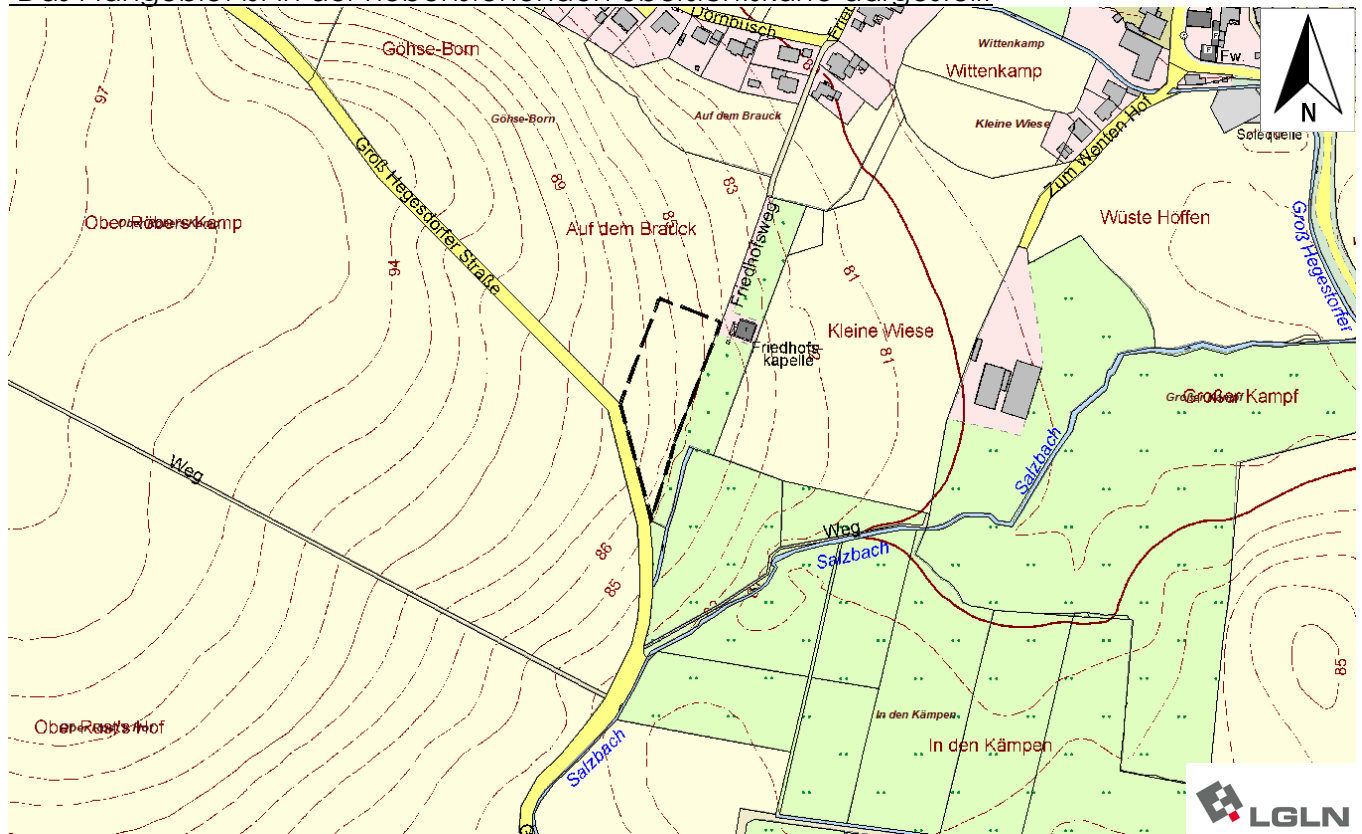 Dornbusch
Göhse-Born
Wittenkamp
Wittenkamp
Fw.
97
Göhse-Born
Auf dem Brauck
Kleine Wiese
N
Solequelle
Zum Wenten Hof
Groß Hegesdorfer Straße
89
83
Ober Röbers Kamp
Auf dem Brauck
85
Friedhofsweg
Wüste Höffen
Groß Hegestorfer
94
81
Kleine Wiese
Friedhofs
kapelle
81
Großer Kampf
Weg
Salzbach
Weg
Salzbach
86
85
85
Ober Rust's Hof
In den Kämpen
In den Kämpen
Salzbach
LGLN